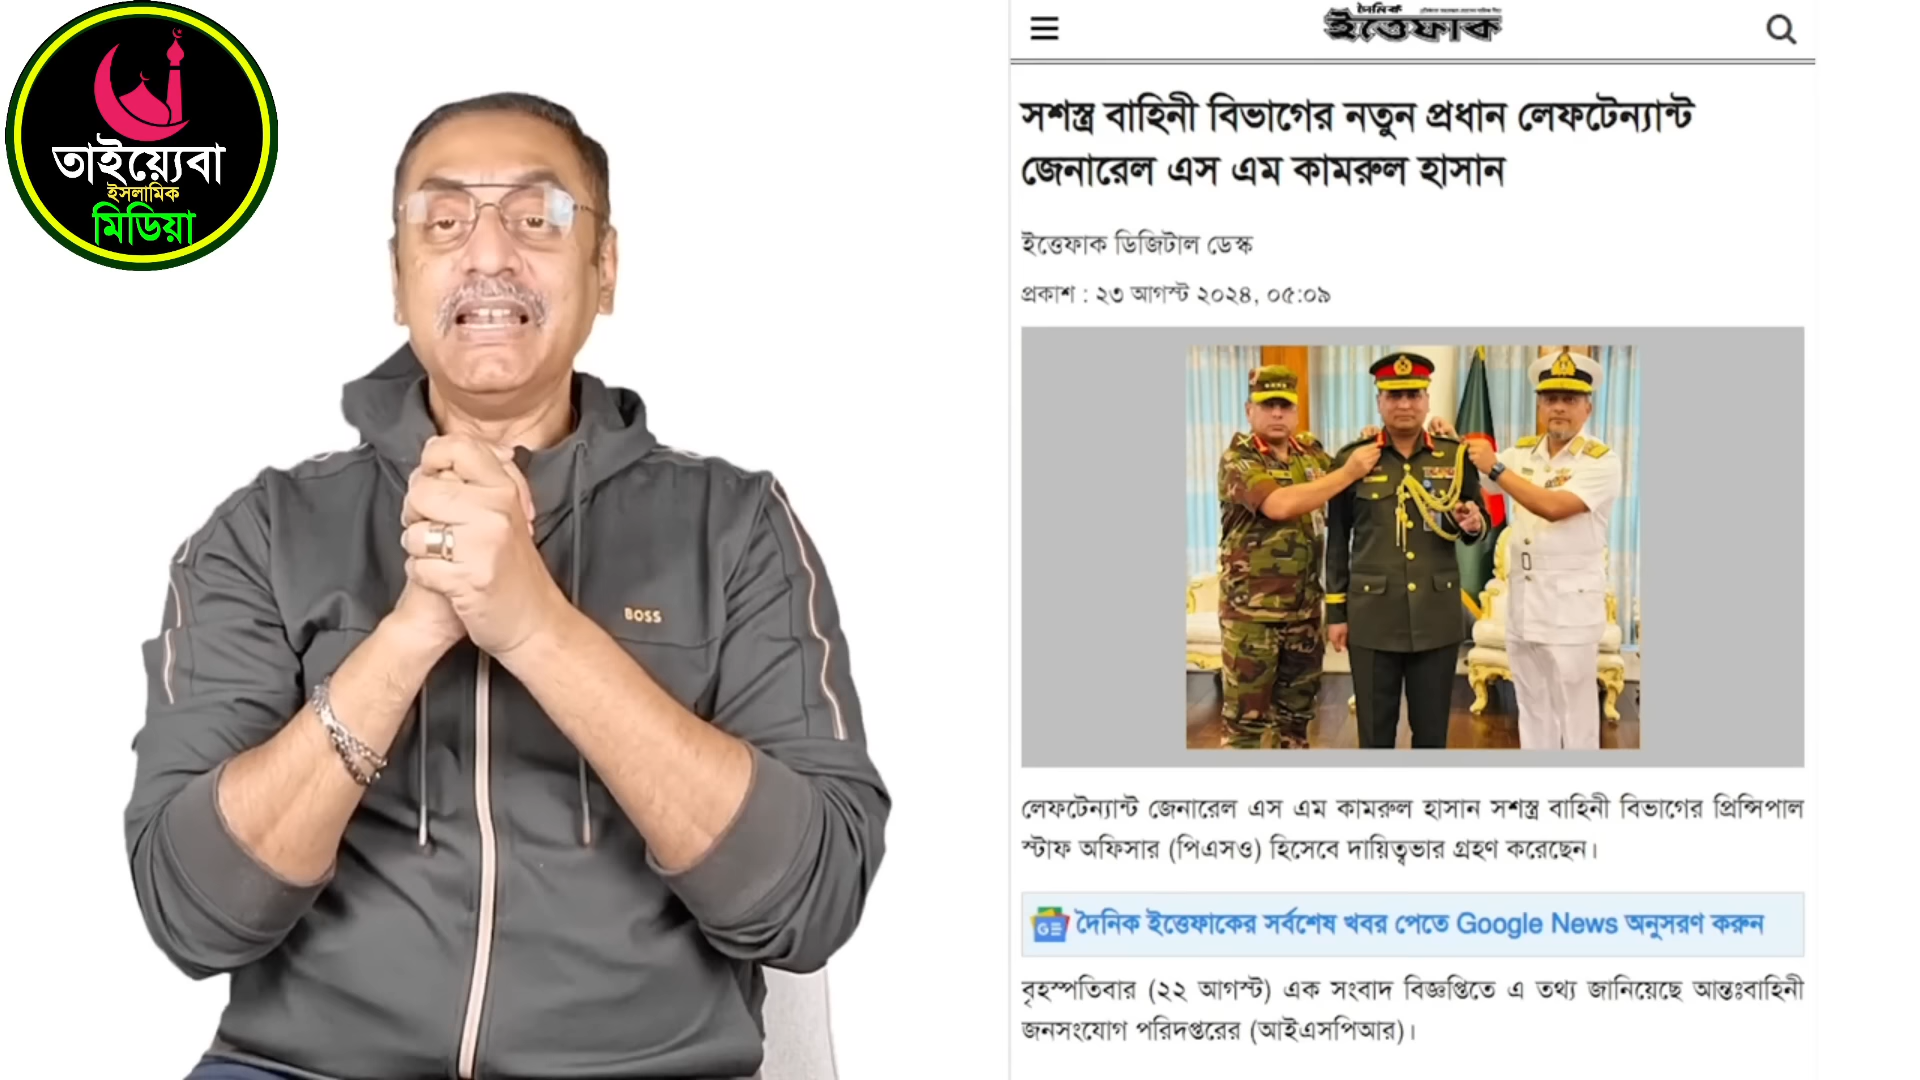 তাইয়্যেবা
ইসলামিক
মিডিয়া
BOSS
দৈনিক
ইত্তেফাক
সশস্ত্র বাহিনী বিভাগের নতুন প্রধান লেফটেন্যান্ট
জেনারেল এস এম কামরুল হাসান
ইত্তেফাক ডিজিটাল ডেস্ক
প্রকাশ : ২৩ আগস্ট ২০২৪, ০৫:০৯
লেফটেন্যান্ট জেনারেল এস এম কামরুল হাসান সশস্ত্র বাহিনী বিভাগের প্রিন্সিপাল
স্টাফ অফিসার (পিএসও) হিসেবে দায়িত্বভার গ্রহণ করেছেন।
দৈনিক ইত্তেফাকের সর্বশেষ খবর পেতে Google News অনুসরণ করুন
বৃহস্পতিবার (২২ আগস্ট) এক সংবাদ বিজ্ঞপ্তিতে এ তথ্য জানিয়েছে আন্তঃবাহিনী
জনসংযোগ পরিদপ্তরের (আইএসপিআর)।